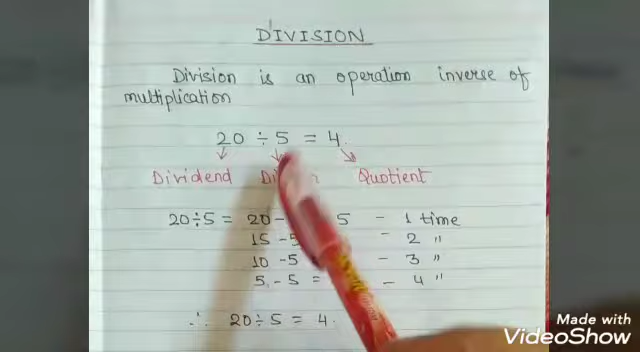 DIVISION
Division is an operation inverse of
multiplication
20 ÷ 5 = 4.
Dividend Quotient
20÷5 = 20 - 5 - 1 time
15 - 5 - 2 "
10 - 5 - 3 "
5 - 5 = - 4 "
∴ 20÷5 = 4.
Made with
VideoShow